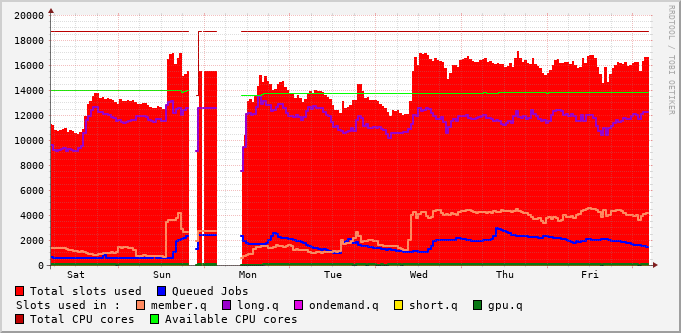 20000
18000
16000
14000
12000
10000
8000
6000
4000
2000
0
Sat Sun Mon Tue Wed Thu Fri
RRDTOOL / TOBI OETIKER
Total slots used Queued Jobs
Slots used in : member.q long.q ondemand.q short.q gpu.q
Total CPU cores Available CPU cores